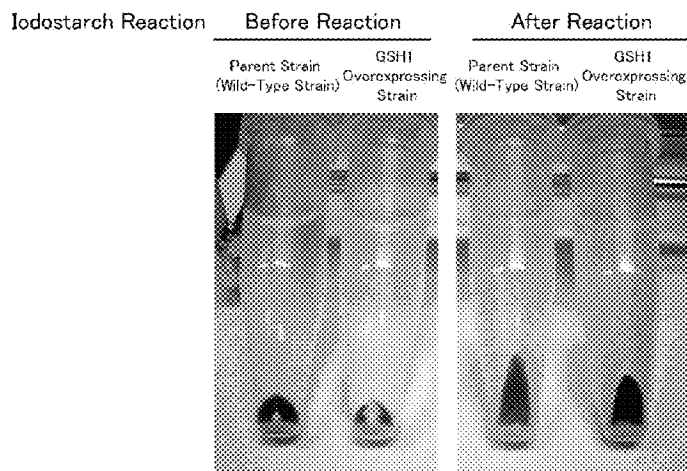 Iodostarch Reaction
Before Reaction
After Reaction
Parent Strain
(Wild-Type Strain)
GSH1
Overexpressing
Strain
Parent Strain
(Wild-Type Strain)
GSH1
Overexpressing
Strain